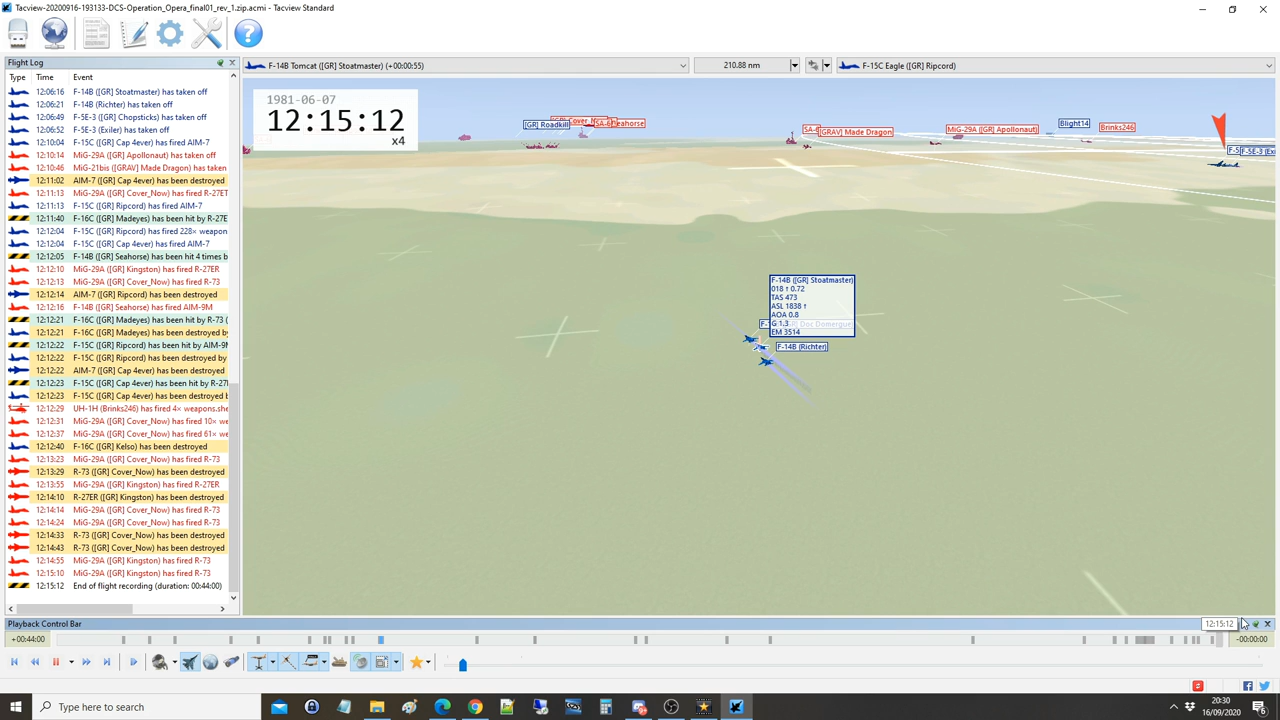 Tacview-20200916-193133-DCS-Operation_Opera_final01_rev_1.zip.acmi - Tacview Standard
Flight Log
F-14B Tomcat ([GR] Stoatmaster) (+00:00:55)
210.88 nm
F-15C Eagle ([GR] Ripcord)
Type Time Event
12:06:16 F-14B ([GR] Stoatmaster) has taken off
12:06:21 F-14B (Richter) has taken off
12:06:49 F-5E-3 ([GR] Chopsticks) has taken off
12:06:52 F-5E-3 (Exiler) has taken off
12:10:04 F-15C ([GR] Cap 4ever) has taken off
12:10:14 MiG-29A ([GR] Apollonaut) has taken off
12:10:46 MiG-21bis ([GRAV] Made Dragon) has taken
12:11:02 AIM-7 ([GR] Cap 4ever) has been destroyed
12:11:13 MiG-29A ([GR] Cover_Now) has fired R-27ET
12:11:13 F-15C ([GR] Ripcord) has fired AIM-7
12:11:40 F-16C ([GR] Madeyes) has been hit by R-27E
12:12:04 F-15C ([GR] Ripcord) has fired 228× weapon
12:12:04 F-15C ([GR] Cap 4ever) has fired AIM-7
12:12:05 F-14B ([GR] Seahorse) has been hit 4 times b
12:12:10 MiG-29A ([GR] Kingston) has fired R-27ER
12:12:13 MiG-29A ([GR] Cover_Now) has fired R-73
12:12:14 AIM-7 ([GR] Ripcord) has been destroyed
12:12:16 F-14B ([GR] Seahorse) has fired AIM-9M
12:12:21 F-16C ([GR] Madeyes) has been hit by R-73 (
12:12:21 F-16C ([GR] Madeyes) has been destroyed by
12:12:22 F-15C ([GR] Ripcord) has been hit by AIM-9
12:12:22 F-15C ([GR] Ripcord) has been destroyed by
12:12:22 AIM-7 ([GR] Cap 4ever) has been destroyed
12:12:23 F-15C ([GR] Cap 4ever) has been hit by R-27
12:12:23 F-15C ([GR] Cap 4ever) has been destroyed b
12:12:29 UH-1H (Brinks246) has fired 4× weapons.she
12:12:31 MiG-29A ([GR] Cover_Now) has fired 10× we
12:12:37 MiG-29A ([GR] Cover_Now) has fired 61× we
12:12:40 F-16C ([GR] Kelso) has been destroyed
12:13:23 MiG-29A ([GR] Cover_Now) has fired R-73
12:13:29 R-73 ([GR] Cover_Now) has been destroyed
12:13:55 MiG-29A ([GR] Kingston) has fired R-27ER
12:14:10 R-27ER ([GR] Kingston) has been destroyed
12:14:14 MiG-29A ([GR] Cover_Now) has fired R-73
12:14:24 MiG-29A ([GR] Cover_Now) has fired R-73
12:14:33 R-73 ([GR] Cover_Now) has been destroyed
12:14:43 R-73 ([GR] Cover_Now) has been destroyed
12:14:55 MiG-29A ([GR] Kingston) has fired R-73
12:15:10 MiG-29A ([GR] Kingston) has fired R-73
12:15:12 End of flight recording (duration: 00:44:00)
1981-06-07
12:15:12
x4
[GR] Roadkill
Seahorse
[GRAV] Made Dragon
MiG-29A ([GR] Apollonaut)
Blight14
Brinks246
F-5E-3 (Ex
F-14B ([GR] Stoatmaster)
018 ↑ 0.72
TAS 473
ASL 1838 ↑
AOA 0.8
G 1.3
EM 3514
Doc Domergue)
F-14B (Richter)
Playback Control Bar
12:15:12
+00:44:00
-00:00:00
Type here to search
20:30
16/09/2020
6